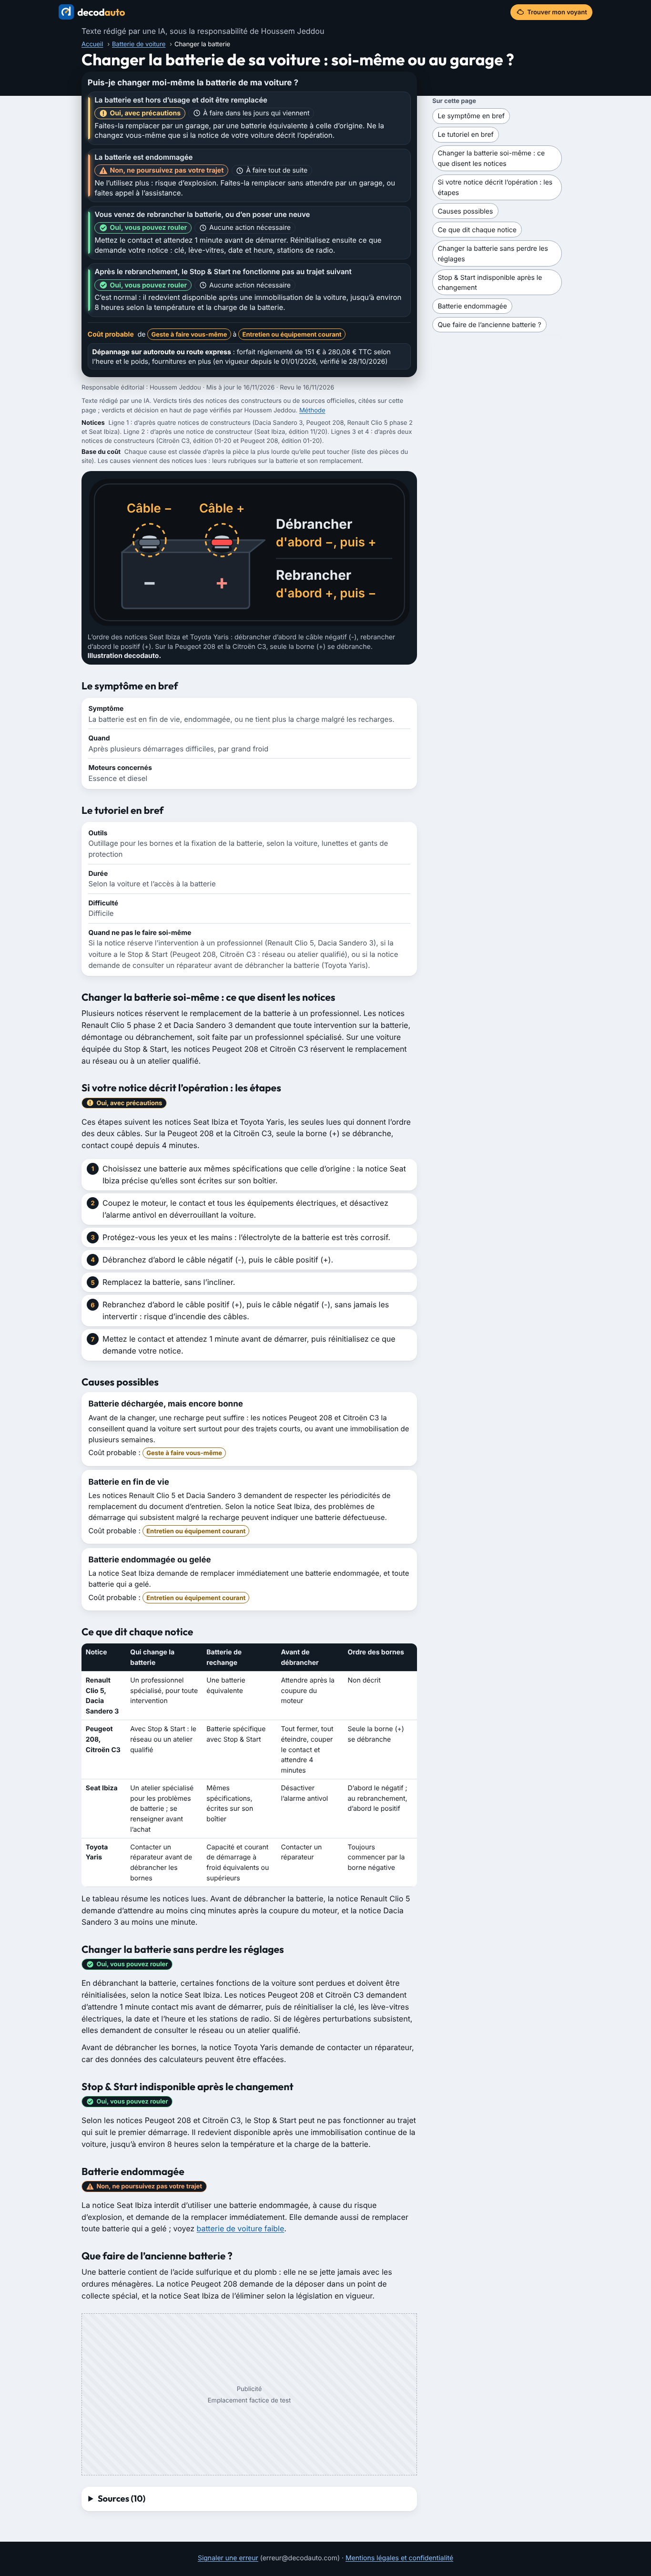 decodauto
Trouver mon voyant
Texte rédigé par une IA, sous la responsabilité de Houssem Jeddou
Accueil › Batterie de voiture › Changer la batterie
Changer la batterie de sa voiture : soi-même ou au garage ?
Puis-je changer moi-même la batterie de ma voiture ?
La batterie est hors d’usage et doit être remplacée
Oui, avec précautions
À faire dans les jours qui viennent
Faites-la remplacer par un garage, par une batterie équivalente à celle d’origine. Ne la
changez vous-même que si la notice de votre voiture décrit l’opération.
La batterie est endommagée
Non, ne poursuivez pas votre trajet
À faire tout de suite
Ne l’utilisez plus : risque d’explosion. Faites-la remplacer sans attendre par un garage, ou
faites appel à l’assistance.
Vous venez de rebrancher la batterie, ou d’en poser une neuve
Oui, vous pouvez rouler
Aucune action nécessaire
Mettez le contact et attendez 1 minute avant de démarrer. Réinitialisez ensuite ce que
demande votre notice : clé, lève-vitres, date et heure, stations de radio.
Après le rebranchement, le Stop & Start ne fonctionne pas au trajet suivant
Oui, vous pouvez rouler
Aucune action nécessaire
C’est normal : il redevient disponible après une immobilisation de la voiture, jusqu’à environ
8 heures selon la température et la charge de la batterie.
Coût probable de Geste à faire vous-même à Entretien ou équipement courant
Dépannage sur autoroute ou route express : forfait réglementé de 151 € à 280,08 € TTC selon
l’heure et le poids, fournitures en plus (en vigueur depuis le 01/01/2026, vérifié le 28/10/2026)
Responsable éditorial : Houssem Jeddou · Mis à jour le 16/11/2026 · Revu le 16/11/2026
Texte rédigé par une IA. Verdicts tirés des notices des constructeurs ou de sources officielles, citées sur cette
page ; verdicts et décision en haut de page vérifiés par Houssem Jeddou. Méthode
Notices Ligne 1 : d’après quatre notices de constructeurs (Dacia Sandero 3, Peugeot 208, Renault Clio 5 phase 2
et Seat Ibiza). Ligne 2 : d’après une notice de constructeur (Seat Ibiza, édition 11/20). Lignes 3 et 4 : d’après deux
notices de constructeurs (Citroën C3, édition 01-20 et Peugeot 208, édition 01-20).
Base du coût Chaque cause est classée d’après la pièce la plus lourde qu’elle peut toucher (liste des pièces du
site). Les causes viennent des notices lues : leurs rubriques sur la batterie et son remplacement.
Câble −
Câble +
Débrancher
d'abord −, puis +
Rebrancher
d'abord +, puis −
−
+
L’ordre des notices Seat Ibiza et Toyota Yaris : débrancher d’abord le câble négatif (-), rebrancher
d’abord le positif (+). Sur la Peugeot 208 et la Citroën C3, seule la borne (+) se débranche.
Illustration decodauto.
Le symptôme en bref
Symptôme
La batterie est en fin de vie, endommagée, ou ne tient plus la charge malgré les recharges.
Quand
Après plusieurs démarrages difficiles, par grand froid
Moteurs concernés
Essence et diesel
Le tutoriel en bref
Outils
Outillage pour les bornes et la fixation de la batterie, selon la voiture, lunettes et gants de
protection
Durée
Selon la voiture et l’accès à la batterie
Difficulté
Difficile
Quand ne pas le faire soi-même
Si la notice réserve l’intervention à un professionnel (Renault Clio 5, Dacia Sandero 3), si la
voiture a le Stop & Start (Peugeot 208, Citroën C3 : réseau ou atelier qualifié), ou si la notice
demande de consulter un réparateur avant de débrancher la batterie (Toyota Yaris).
Changer la batterie soi-même : ce que disent les notices
Plusieurs notices réservent le remplacement de la batterie à un professionnel. Les notices
Renault Clio 5 phase 2 et Dacia Sandero 3 demandent que toute intervention sur la batterie,
démontage ou débranchement, soit faite par un professionnel spécialisé. Sur une voiture
équipée du Stop & Start, les notices Peugeot 208 et Citroën C3 réservent le remplacement
au réseau ou à un atelier qualifié.
Si votre notice décrit l’opération : les étapes
Oui, avec précautions
Ces étapes suivent les notices Seat Ibiza et Toyota Yaris, les seules lues qui donnent l’ordre
des deux câbles. Sur la Peugeot 208 et la Citroën C3, seule la borne (+) se débranche,
contact coupé depuis 4 minutes.
1 Choisissez une batterie aux mêmes spécifications que celle d’origine : la notice Seat
Ibiza précise qu’elles sont écrites sur son boîtier.
2 Coupez le moteur, le contact et tous les équipements électriques, et désactivez
l’alarme antivol en déverrouillant la voiture.
3 Protégez-vous les yeux et les mains : l’électrolyte de la batterie est très corrosif.
4 Débranchez d’abord le câble négatif (-), puis le câble positif (+).
5 Remplacez la batterie, sans l’incliner.
6 Rebranchez d’abord le câble positif (+), puis le câble négatif (-), sans jamais les
intervertir : risque d’incendie des câbles.
7 Mettez le contact et attendez 1 minute avant de démarrer, puis réinitialisez ce que
demande votre notice.
Causes possibles
Batterie déchargée, mais encore bonne
Avant de la changer, une recharge peut suffire : les notices Peugeot 208 et Citroën C3 la
conseillent quand la voiture sert surtout pour des trajets courts, ou avant une immobilisation de
plusieurs semaines.
Coût probable : Geste à faire vous-même
Batterie en fin de vie
Les notices Renault Clio 5 et Dacia Sandero 3 demandent de respecter les périodicités de
remplacement du document d’entretien. Selon la notice Seat Ibiza, des problèmes de
démarrage qui subsistent malgré la recharge peuvent indiquer une batterie défectueuse.
Coût probable : Entretien ou équipement courant
Batterie endommagée ou gelée
La notice Seat Ibiza demande de remplacer immédiatement une batterie endommagée, et toute
batterie qui a gelé.
Coût probable : Entretien ou équipement courant
Ce que dit chaque notice
Notice Qui change la batterie Batterie de rechange Avant de débrancher Ordre des bornes
Renault Clio 5, Dacia Sandero 3 Un professionnel spécialisé, pour toute intervention Une batterie équivalente Attendre après la coupure du moteur Non décrit
Peugeot 208, Citroën C3 Avec Stop & Start : le réseau ou un atelier qualifié Batterie spécifique avec Stop & Start Tout fermer, tout éteindre, couper le contact et attendre 4 minutes Seule la borne (+) se débranche
Seat Ibiza Un atelier spécialisé pour les problèmes de batterie ; se renseigner avant l’achat Mêmes spécifications, écrites sur son boîtier Désactiver l’alarme antivol D’abord le négatif ; au rebranchement, d’abord le positif
Toyota Yaris Contacter un réparateur avant de débrancher les bornes Capacité et courant de démarrage à froid équivalents ou supérieurs Contacter un réparateur Toujours commencer par la borne négative
Le tableau résume les notices lues. Avant de débrancher la batterie, la notice Renault Clio 5
demande d’attendre au moins cinq minutes après la coupure du moteur, et la notice Dacia
Sandero 3 au moins une minute.
Changer la batterie sans perdre les réglages
Oui, vous pouvez rouler
En débranchant la batterie, certaines fonctions de la voiture sont perdues et doivent être
réinitialisées, selon la notice Seat Ibiza. Les notices Peugeot 208 et Citroën C3 demandent
d’attendre 1 minute contact mis avant de démarrer, puis de réinitialiser la clé, les lève-vitres
électriques, la date et l’heure et les stations de radio. Si de légères perturbations subsistent,
elles demandent de consulter le réseau ou un atelier qualifié.
Avant de débrancher les bornes, la notice Toyota Yaris demande de contacter un réparateur,
car des données des calculateurs peuvent être effacées.
Stop & Start indisponible après le changement
Oui, vous pouvez rouler
Selon les notices Peugeot 208 et Citroën C3, le Stop & Start peut ne pas fonctionner au trajet
qui suit le premier démarrage. Il redevient disponible après une immobilisation continue de la
voiture, jusqu’à environ 8 heures selon la température et la charge de la batterie.
Batterie endommagée
Non, ne poursuivez pas votre trajet
La notice Seat Ibiza interdit d’utiliser une batterie endommagée, à cause du risque
d’explosion, et demande de la remplacer immédiatement. Elle demande aussi de remplacer
toute batterie qui a gelé ; voyez batterie de voiture faible.
Que faire de l’ancienne batterie ?
Une batterie contient de l’acide sulfurique et du plomb : elle ne se jette jamais avec les
ordures ménagères. La notice Peugeot 208 demande de la déposer dans un point de
collecte spécial, et la notice Seat Ibiza de l’éliminer selon la législation en vigueur.
Publicité
Emplacement factice de test
Sources (10)
Sur cette page
Le symptôme en bref
Le tutoriel en bref
Changer la batterie soi-même : ce
que disent les notices
Si votre notice décrit l’opération : les
étapes
Causes possibles
Ce que dit chaque notice
Changer la batterie sans perdre les
réglages
Stop & Start indisponible après le
changement
Batterie endommagée
Que faire de l’ancienne batterie ?
Signaler une erreur (erreur@decodauto.com) · Mentions légales et confidentialité